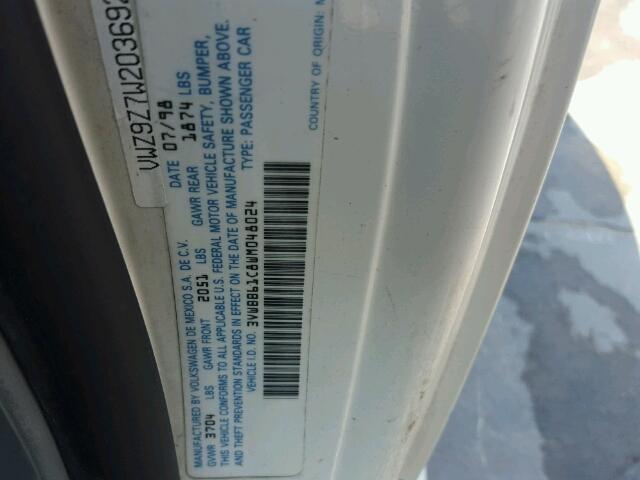 VWZ9Z7W203692
MANUFACTURED BY VOLKSWAGEN DE MEXICO S.A. DE C.V. DATE 07/98
GVWR 3704 LBS GAWR FRONT 2051 LBS GAWR REAR 1874 LBS
THIS VEHICLE CONFORMS TO ALL APPLICABLE U.S. FEDERAL MOTOR VEHICLE SAFETY, BUMPER,
AND THEFT PREVENTION STANDARDS IN EFFECT ON THE DATE OF MANUFACTURE SHOWN ABOVE.
VEHICLE I.D. NO. 3VWBB61C8WM048024 TYPE: PASSENGER CAR
COUNTRY OF ORIGIN: